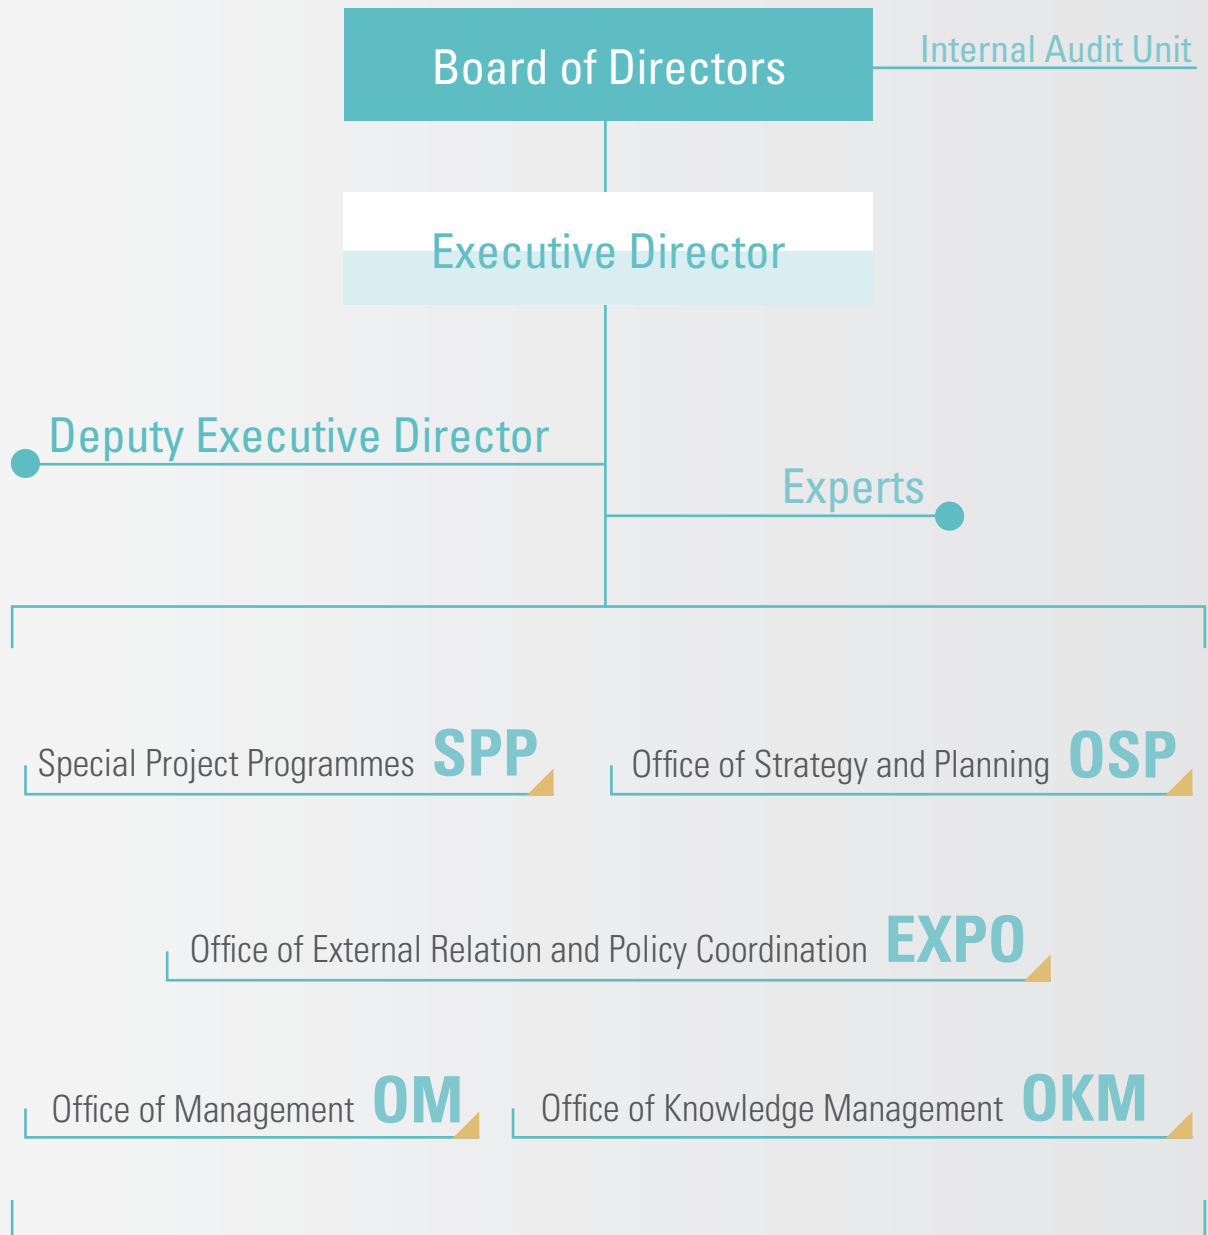 Board of Directors
Internal Audit Unit
Executive Director
Deputy Executive Director
Experts
Special Project Programmes SPP
Office of Strategy and Planning OSP
Office of External Relation and Policy Coordination EXPO
Office of Management OM
Office of Knowledge Management OKM